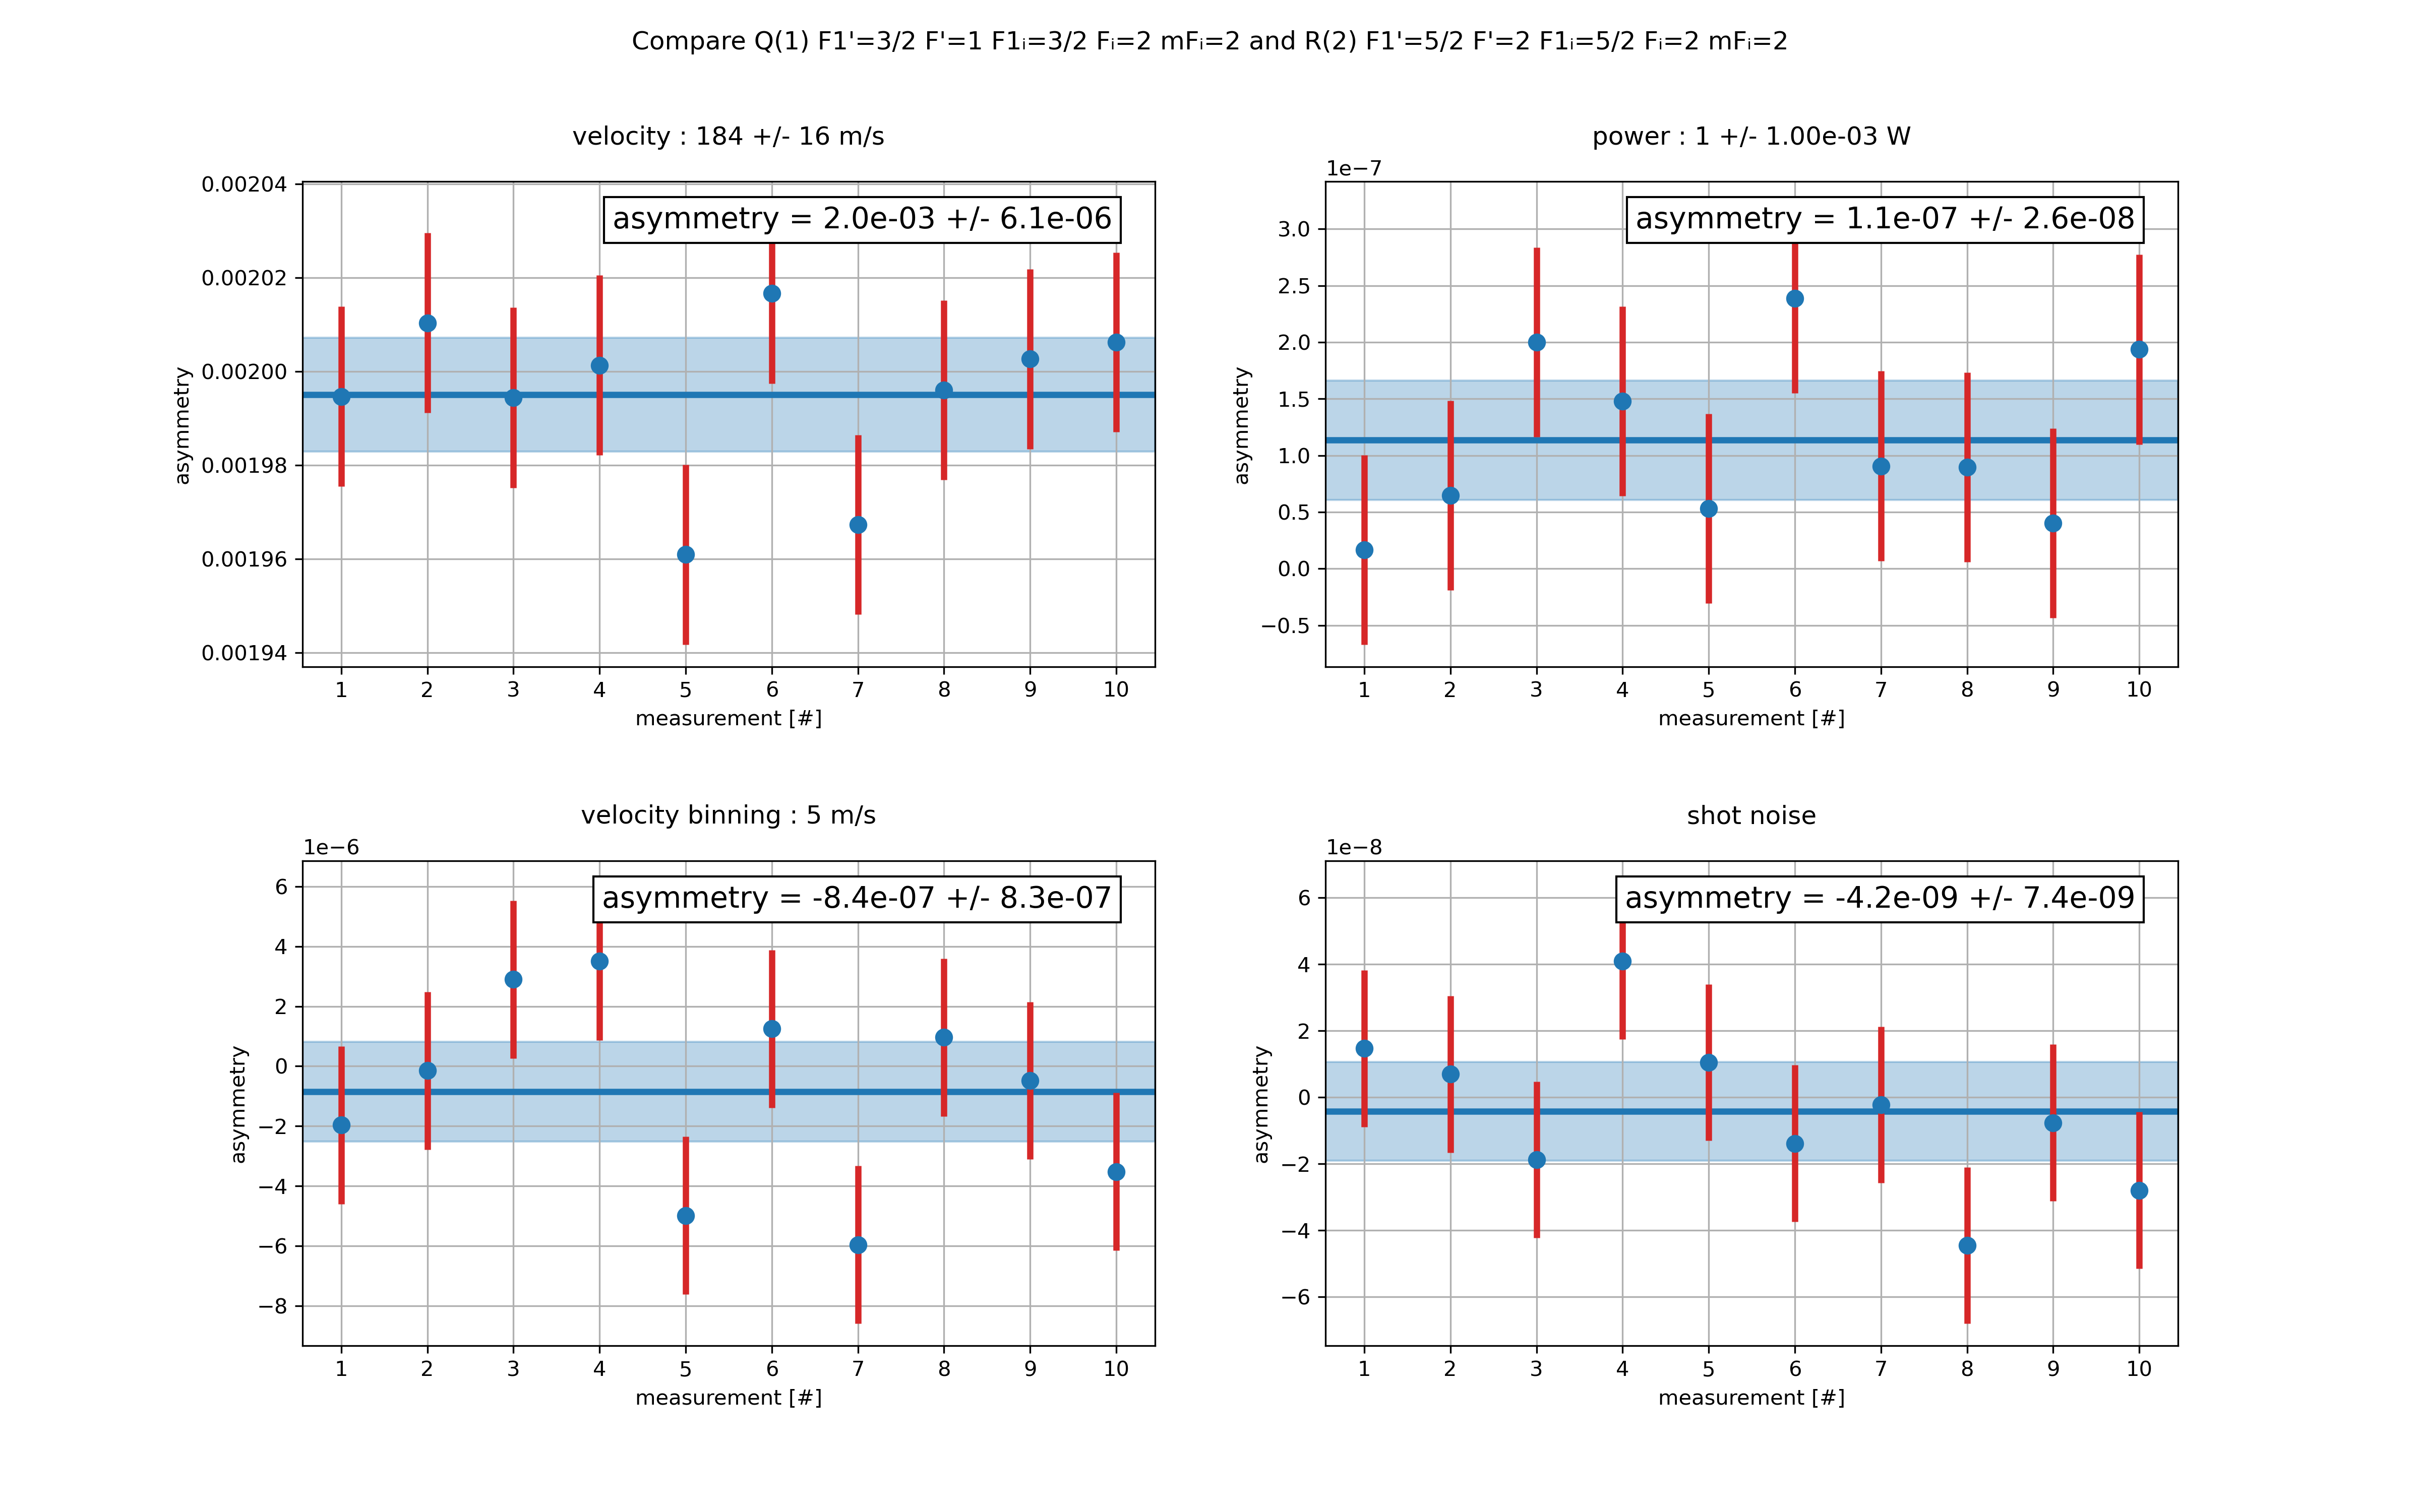 Compare Q(1) F1'=3/2 F'=1 F1ᵢ=3/2 Fᵢ=2 mFᵢ=2 and R(2) F1'=5/2 F'=2 F1ᵢ=5/2 Fᵢ=2 mFᵢ=2
velocity : 184 +/- 16 m/s
asymmetry = 2.0e-03 +/- 6.1e-06
0.00204
0.00202
0.00200
0.00198
0.00196
0.00194
asymmetry
1 2 3 4 5 6 7 8 9 10
measurement [#]
power : 1 +/- 1.00e-03 W
1e−7
asymmetry = 1.1e-07 +/- 2.6e-08
3.0
2.5
2.0
1.5
1.0
0.5
0.0
−0.5
asymmetry
1 2 3 4 5 6 7 8 9 10
measurement [#]
velocity binning : 5 m/s
1e−6
asymmetry = -8.4e-07 +/- 8.3e-07
6
4
2
0
−2
−4
−6
−8
asymmetry
1 2 3 4 5 6 7 8 9 10
measurement [#]
shot noise
1e−8
asymmetry = -4.2e-09 +/- 7.4e-09
6
4
2
0
−2
−4
−6
asymmetry
1 2 3 4 5 6 7 8 9 10
measurement [#]